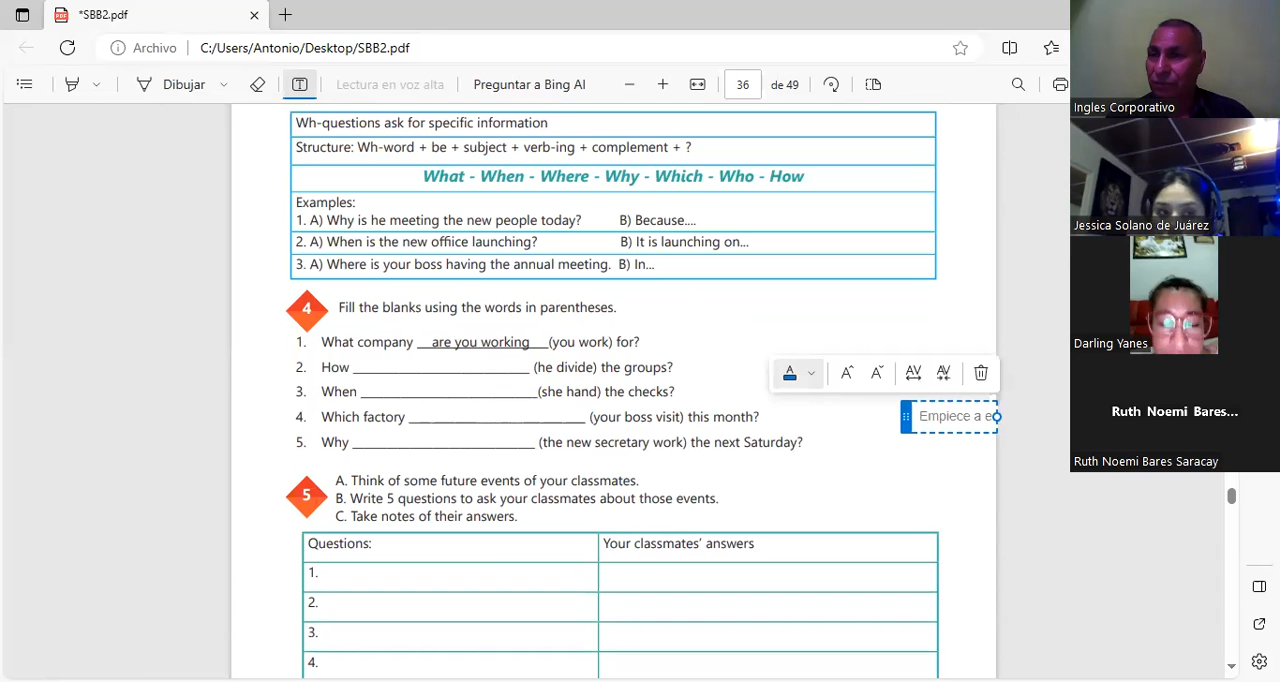 *SBB2.pdf
Archivo C:/Users/Antonio/Desktop/SBB2.pdf
Dibujar Lectura en voz alta Preguntar a Bing AI 36 de 49
Wh-questions ask for specific information
Structure: Wh-word + be + subject + verb-ing + complement + ?
What - When - Where - Why - Which - Who - How
Examples:
1. A) Why is he meeting the new people today? B) Because....
2. A) When is the new office launching? B) It is launching on...
3. A) Where is your boss having the annual meeting. B) In...
4 Fill the blanks using the words in parentheses.
1. What company __are you working___(you work) for?
2. How _________________________ (he divide) the groups?
3. When _________________________(she hand) the checks?
4. Which factory _________________________ (your boss visit) this month?
5. Why __________________________ (the new secretary work) the next Saturday?
Empiece a e
5 A. Think of some future events of your classmates.
B. Write 5 questions to ask your classmates about those events.
C. Take notes of their answers.
Questions: Your classmates' answers
1.
2.
3.
4.
Ingles Corporativo
Jessica Solano de Juárez
Darling Yanes
Ruth Noemi Bares...
Ruth Noemi Bares Saracay